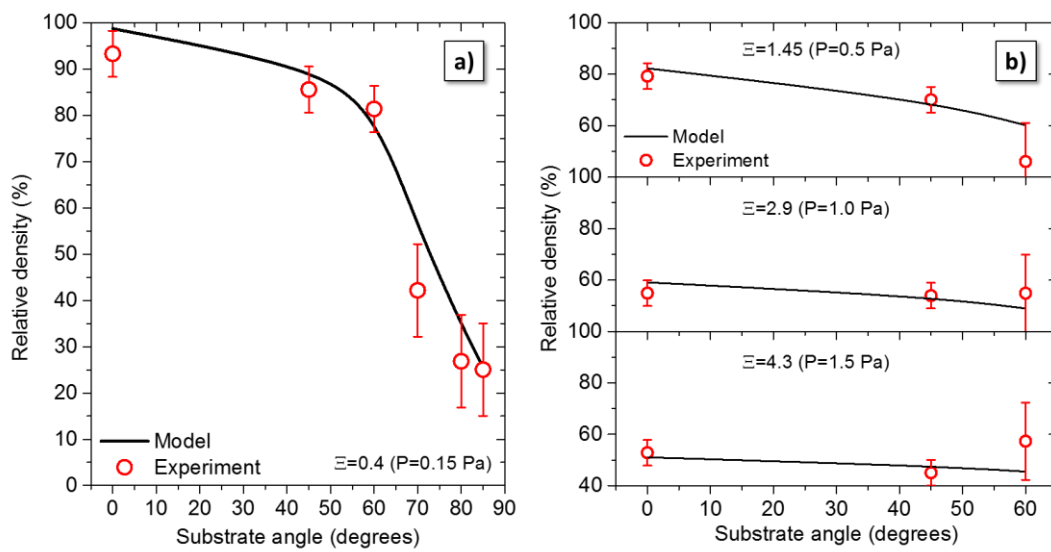 a)
Relative density (%)
100
90
80
70
60
50
40
30
20
10
0
Model
Experiment
Ξ=0.4 (P=0.15 Pa)
0 10 20 30 40 50 60 70 80 90
Substrate angle (degrees)
b)
Relative density (%)
100
Ξ=1.45 (P=0.5 Pa)
80
60
Model
Experiment
100
Ξ=2.9 (P=1.0 Pa)
80
60
100
Ξ=4.3 (P=1.5 Pa)
80
60
40
0 10 20 30 40 50 60
Substrate angle (degrees)